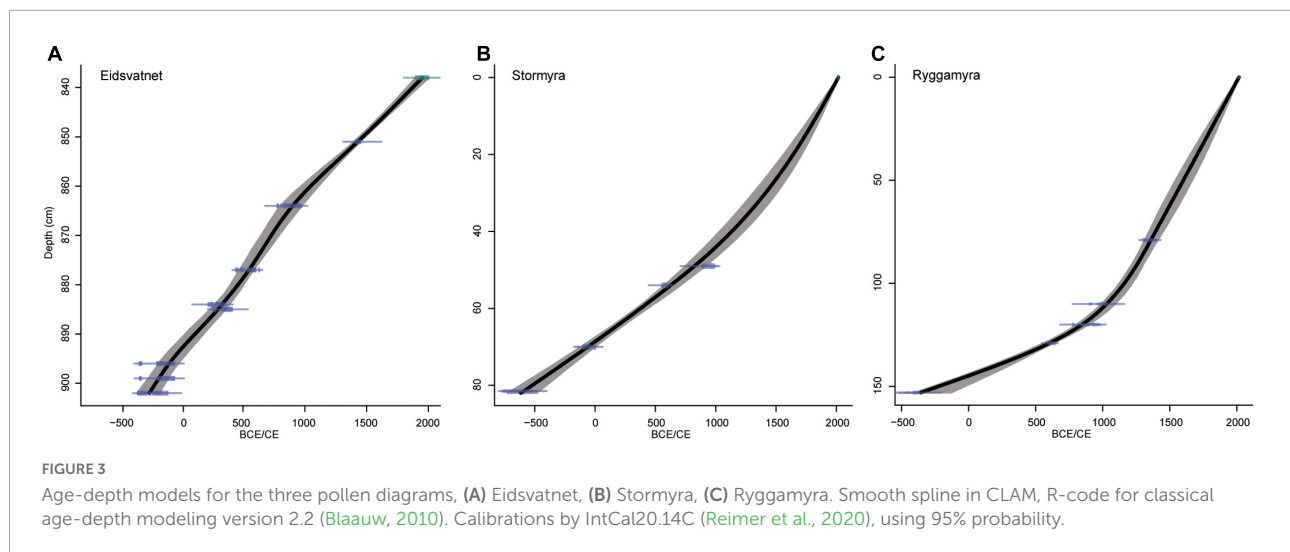 A
Eidsvatnet
Depth (cm)
840
850
860
870
880
890
900
−500
0
500
1000
1500
2000
BCE/CE
B
Stormyra
0
20
40
60
80
−500
0
500
1000
1500
2000
BCE/CE
C
Ryggamyra
0
50
100
150
−500
0
500
1000
1500
2000
BCE/CE
FIGURE 3
Age-depth models for the three pollen diagrams, (A) Eidsvatnet, (B) Stormyra, (C) Ryggamyra. Smooth spline in CLAM, R-code for classical
age-depth modeling version 2.2 (Blaauw, 2010). Calibrations by IntCal20.14C (Reimer et al., 2020), using 95% probability.